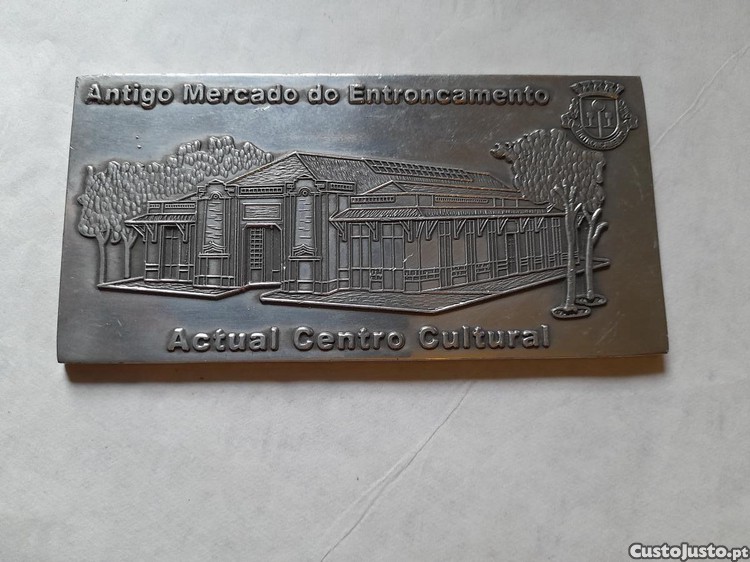 Antigo Mercado do Entroncamento
Actual Centro Cultural
CustoJusto.pt